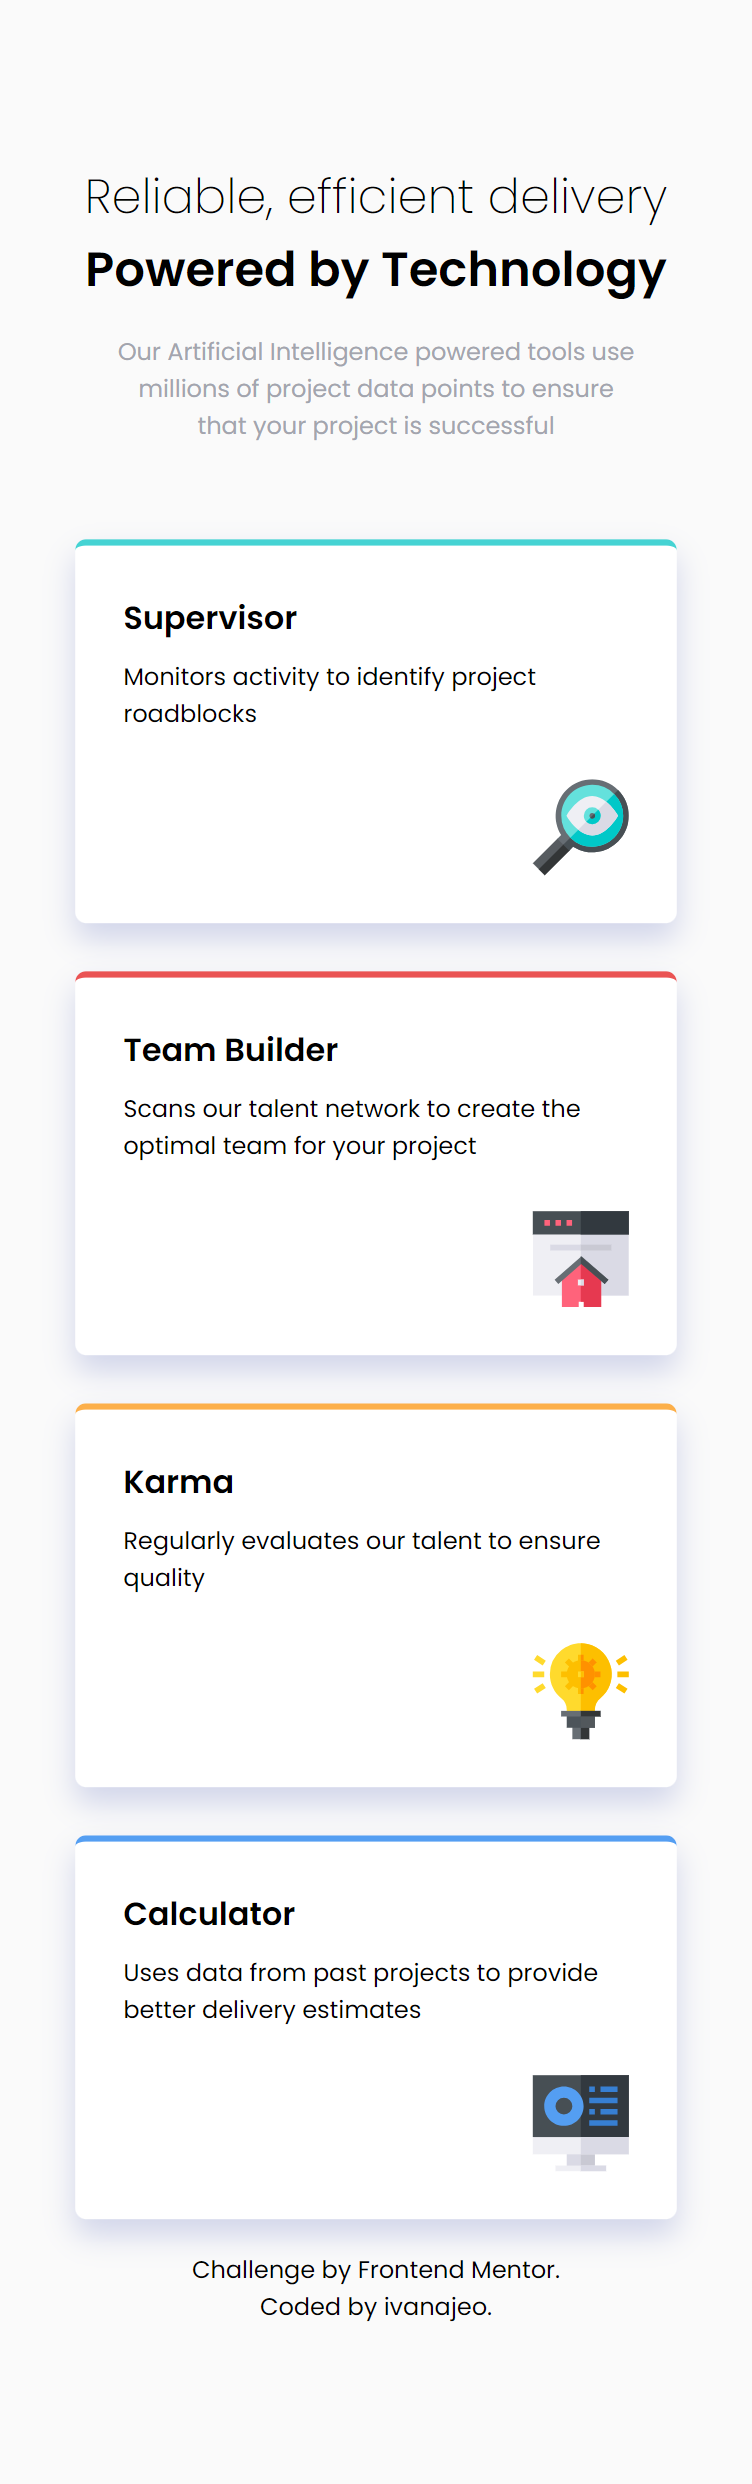 Reliable, efficient delivery
Powered by Technology
Our Artificial Intelligence powered tools use
millions of project data points to ensure
that your project is successful
Supervisor
Monitors activity to identify project
roadblocks
Team Builder
Scans our talent network to create the
optimal team for your project
Karma
Regularly evaluates our talent to ensure
quality
Calculator
Uses data from past projects to provide
better delivery estimates
Challenge by Frontend Mentor.
Coded by ivanajeo.